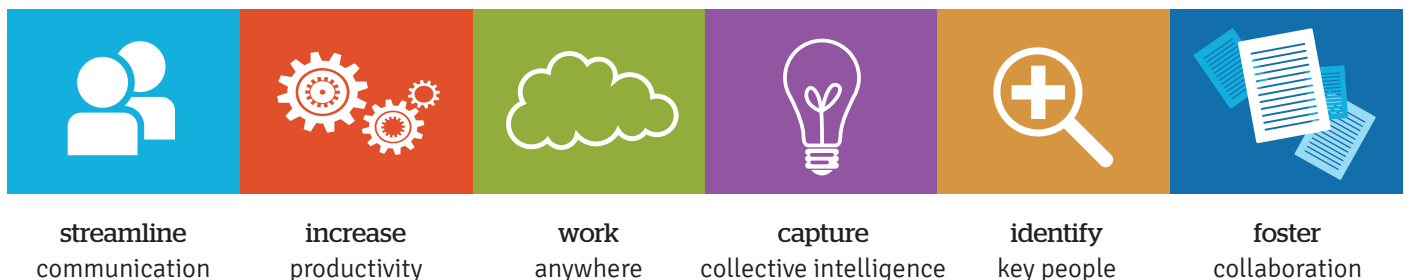 streamline
communication
increase
productivity
work
anywhere
capture
collective intelligence
identify
key people
foster
collaboration